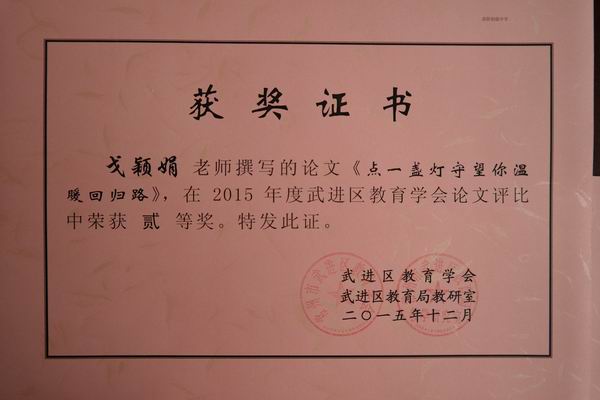 获奖证书
戈颖娟 老师撰写的论文《点一盏灯守望你温
暖回归路》，在 2015 年度武进区教育学会论文评比
中荣获 贰 等奖。特发此证。
武进区教育学会
武进区教育局教研室
二〇一五年十二月